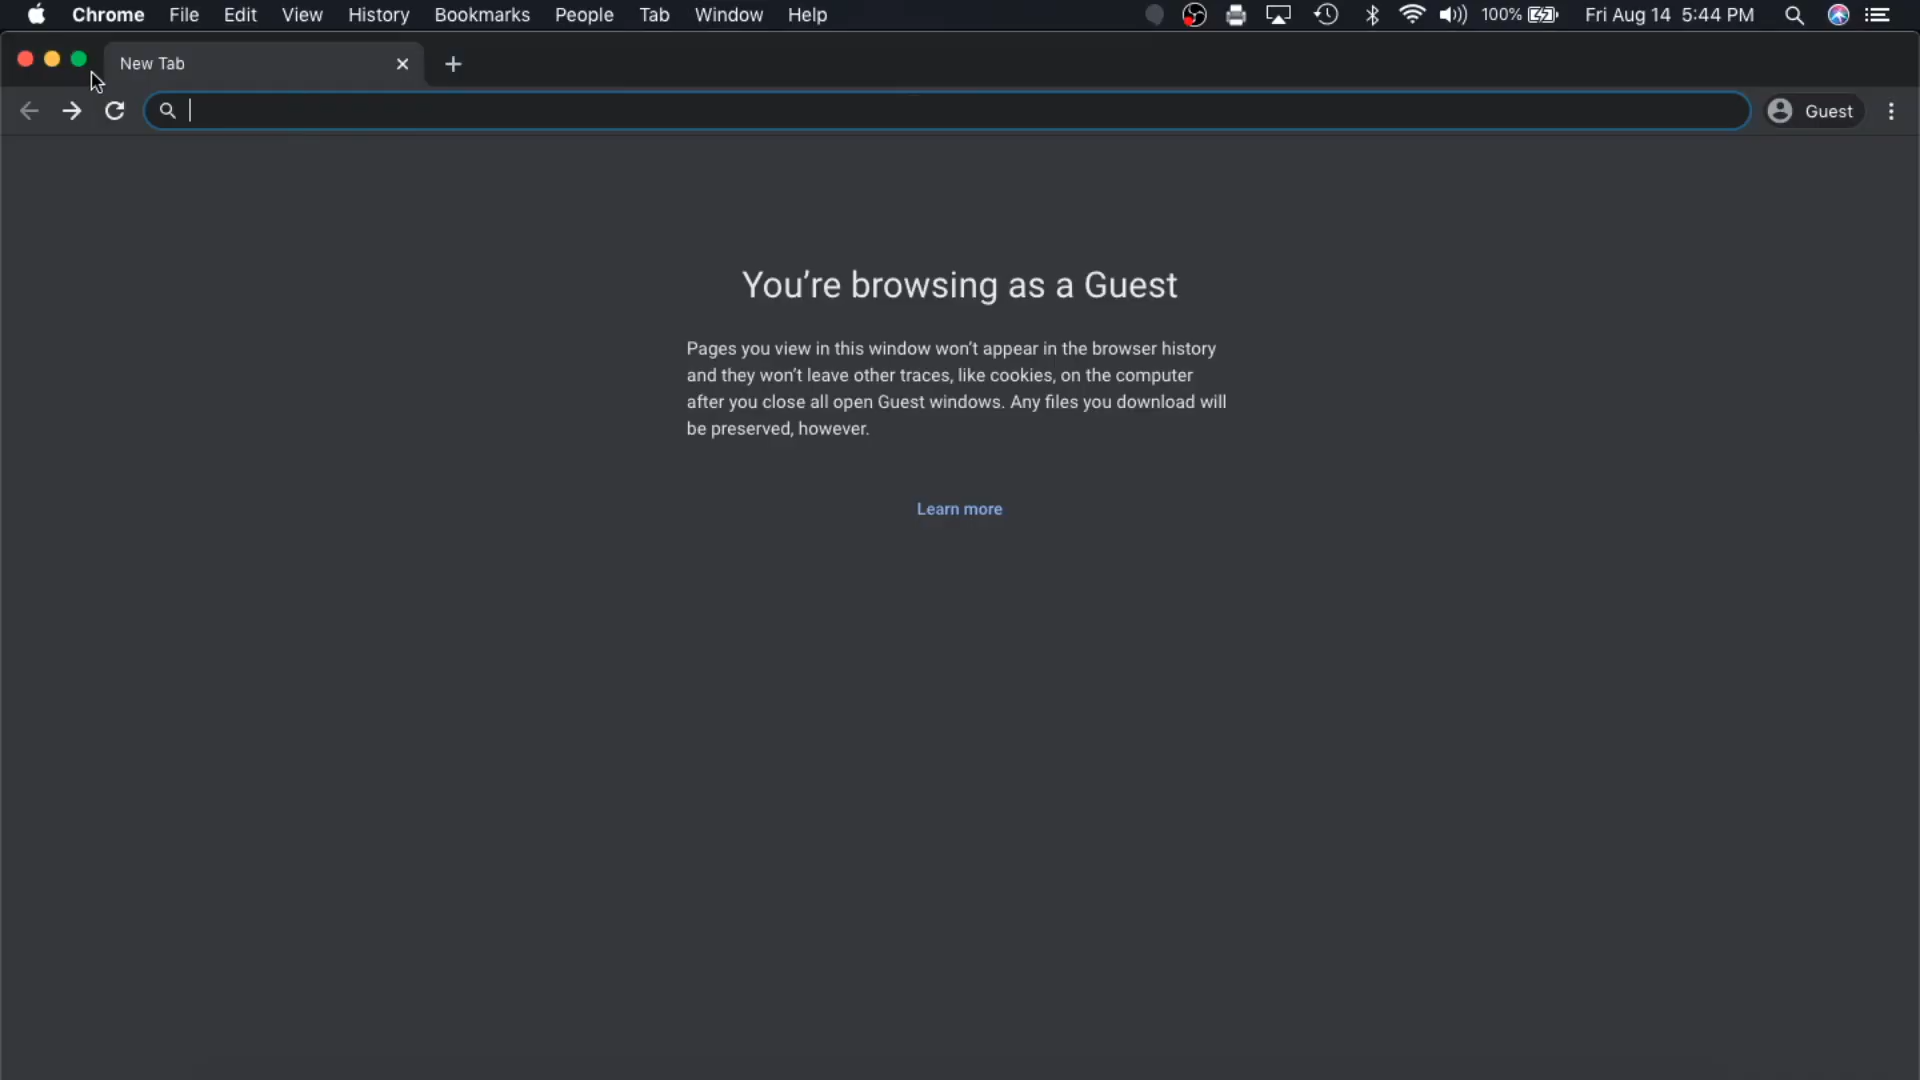 Chrome File Edit View History Bookmarks People Tab Window Help 100% Fri Aug 14 5:44 PM
New Tab
Guest
You’re browsing as a Guest
Pages you view in this window won’t appear in the browser history
and they won’t leave other traces, like cookies, on the computer
after you close all open Guest windows. Any files you download will
be preserved, however.
Learn more